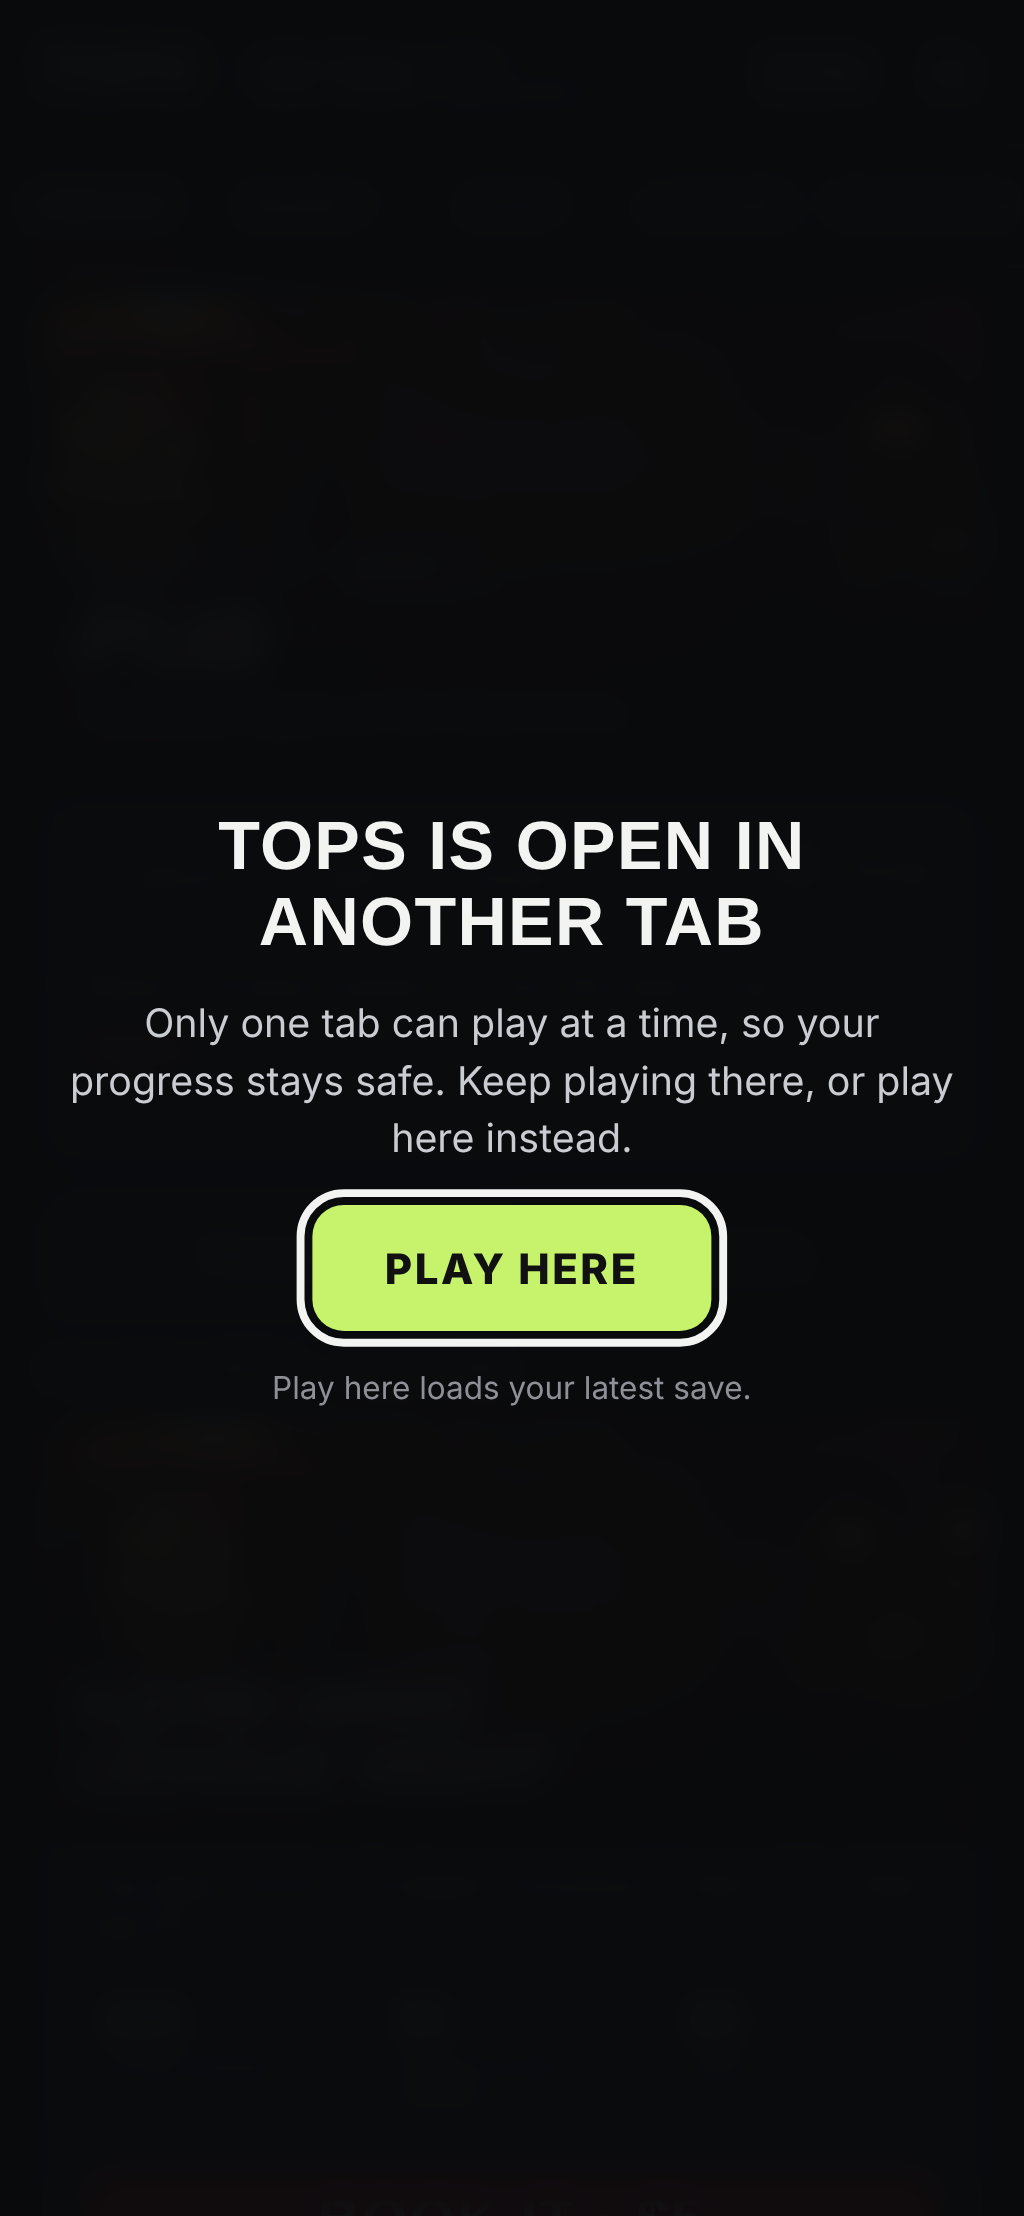 TOPS IS OPEN IN
ANOTHER TAB
Only one tab can play at a time, so your
progress stays safe. Keep playing there, or play
here instead.
PLAY HERE
Play here loads your latest save.